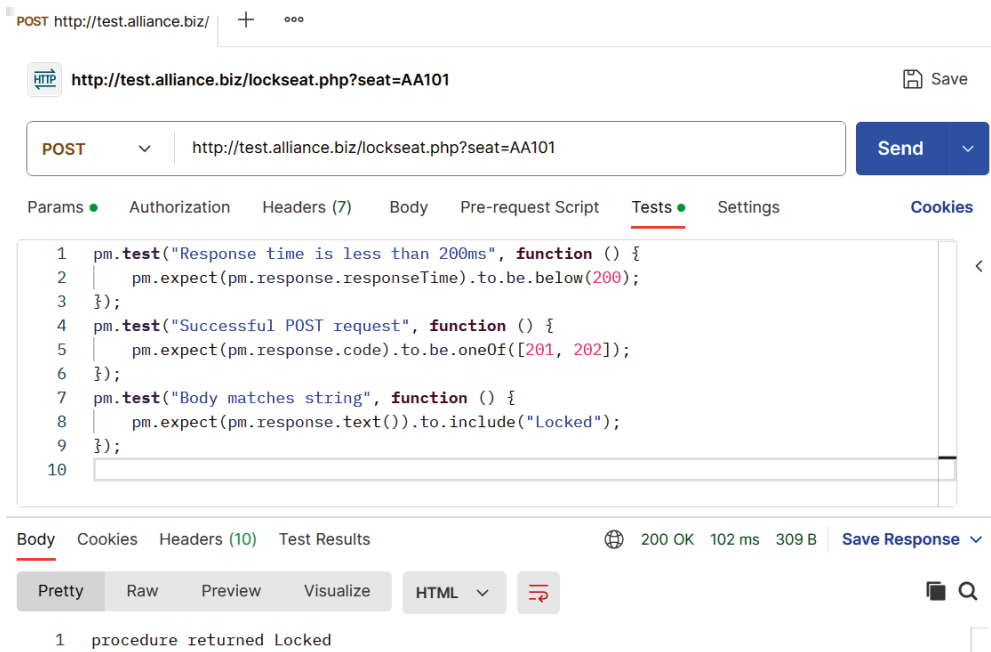 POST http://test.alliance.biz/
HTTP http://test.alliance.biz/lockseat.php?seat=AA101 Save
POST http://test.alliance.biz/lockseat.php?seat=AA101 Send
Params Authorization Headers (7) Body Pre-request Script Tests Settings Cookies
1 pm.test("Response time is less than 200ms", function () {
2 pm.expect(pm.response.responseTime).to.be.below(200);
3 });
4 pm.test("Successful POST request", function () {
5 pm.expect(pm.response.code).to.be.oneOf([201, 202]);
6 });
7 pm.test("Body matches string", function () {
8 pm.expect(pm.response.text()).to.include("Locked");
9 });
10
Body Cookies Headers (10) Test Results 200 OK 102 ms 309 B Save Response
Pretty Raw Preview Visualize HTML
1 procedure returned Locked